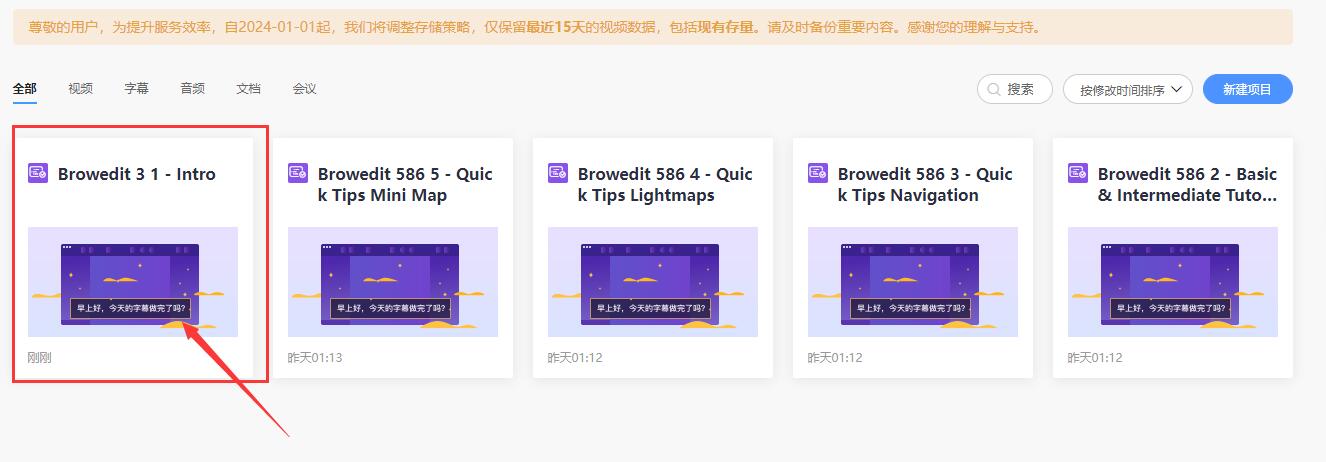 尊敬的用户，为提升服务效率，自2024-01-01起，我们将调整存储策略，仅保留最近15天的视频数据，包括现有存量。请及时备份重要内容。感谢您的理解与支持。
全部 视频 字幕 音频 文档 会议 搜索 按修改时间排序 新建项目
Browedit 3 1 - Intro
早上好，今天的字幕做完了吗？
刚刚
Browedit 586 5 - Quic
k Tips Mini Map
早上好，今天的字幕做完了吗？
昨天01:13
Browedit 586 4 - Quic
k Tips Lightmaps
早上好，今天的字幕做完了吗？
昨天01:12
Browedit 586 3 - Quic
k Tips Navigation
早上好，今天的字幕做完了吗？
昨天01:12
Browedit 586 2 - Basic
& Intermediate Tuto...
早上好，今天的字幕做完了吗？
昨天01:12